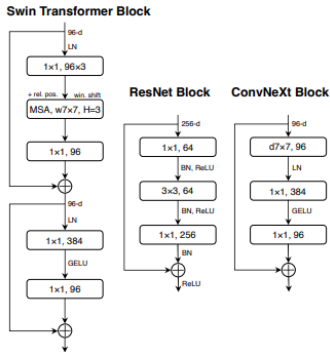 Swin Transformer Block
96-d
LN
1×1, 96×3
+ rel. pos.
win. shift
MSA, w7×7, H=3
1×1, 96
96-d
LN
1×1, 384
GELU
1×1, 96
ResNet Block
256-d
1×1, 64
BN, ReLU
3×3, 64
BN, ReLU
1×1, 256
BN
ReLU
ConvNeXt Block
96-d
d7×7, 96
LN
1×1, 384
GELU
1×1, 96